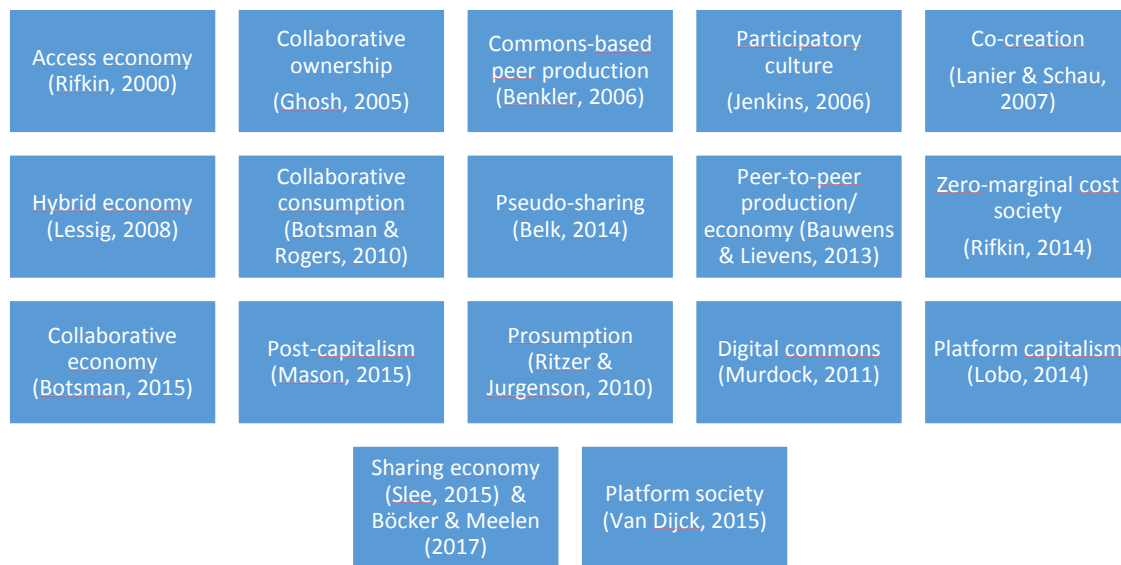 Access economy
(Rifkin, 2000)
Collaborative
ownership
(Ghosh, 2005)
Commons-based
peer production
(Benkler, 2006)
Participatory
culture
(Jenkins, 2006)
Co-creation
(Lanier & Schau,
2007)
Hybrid economy
(Lessig, 2008)
Collaborative
consumption
(Botsman &
Rogers, 2010)
Pseudo-sharing
(Belk, 2014)
Peer-to-peer
production/
economy (Bauwens
& Lievens, 2013)
Zero-marginal cost
society
(Rifkin, 2014)
Collaborative
economy
(Botsman, 2015)
Post-capitalism
(Mason, 2015)
Prosumption
(Ritzer &
Jurgenson, 2010)
Digital commons
(Murdock, 2011)
Platform capitalism
(Lobo, 2014)
Sharing economy
(Slee, 2015) &
Böcker & Meelen
(2017)
Platform society
(Van Dijck, 2015)